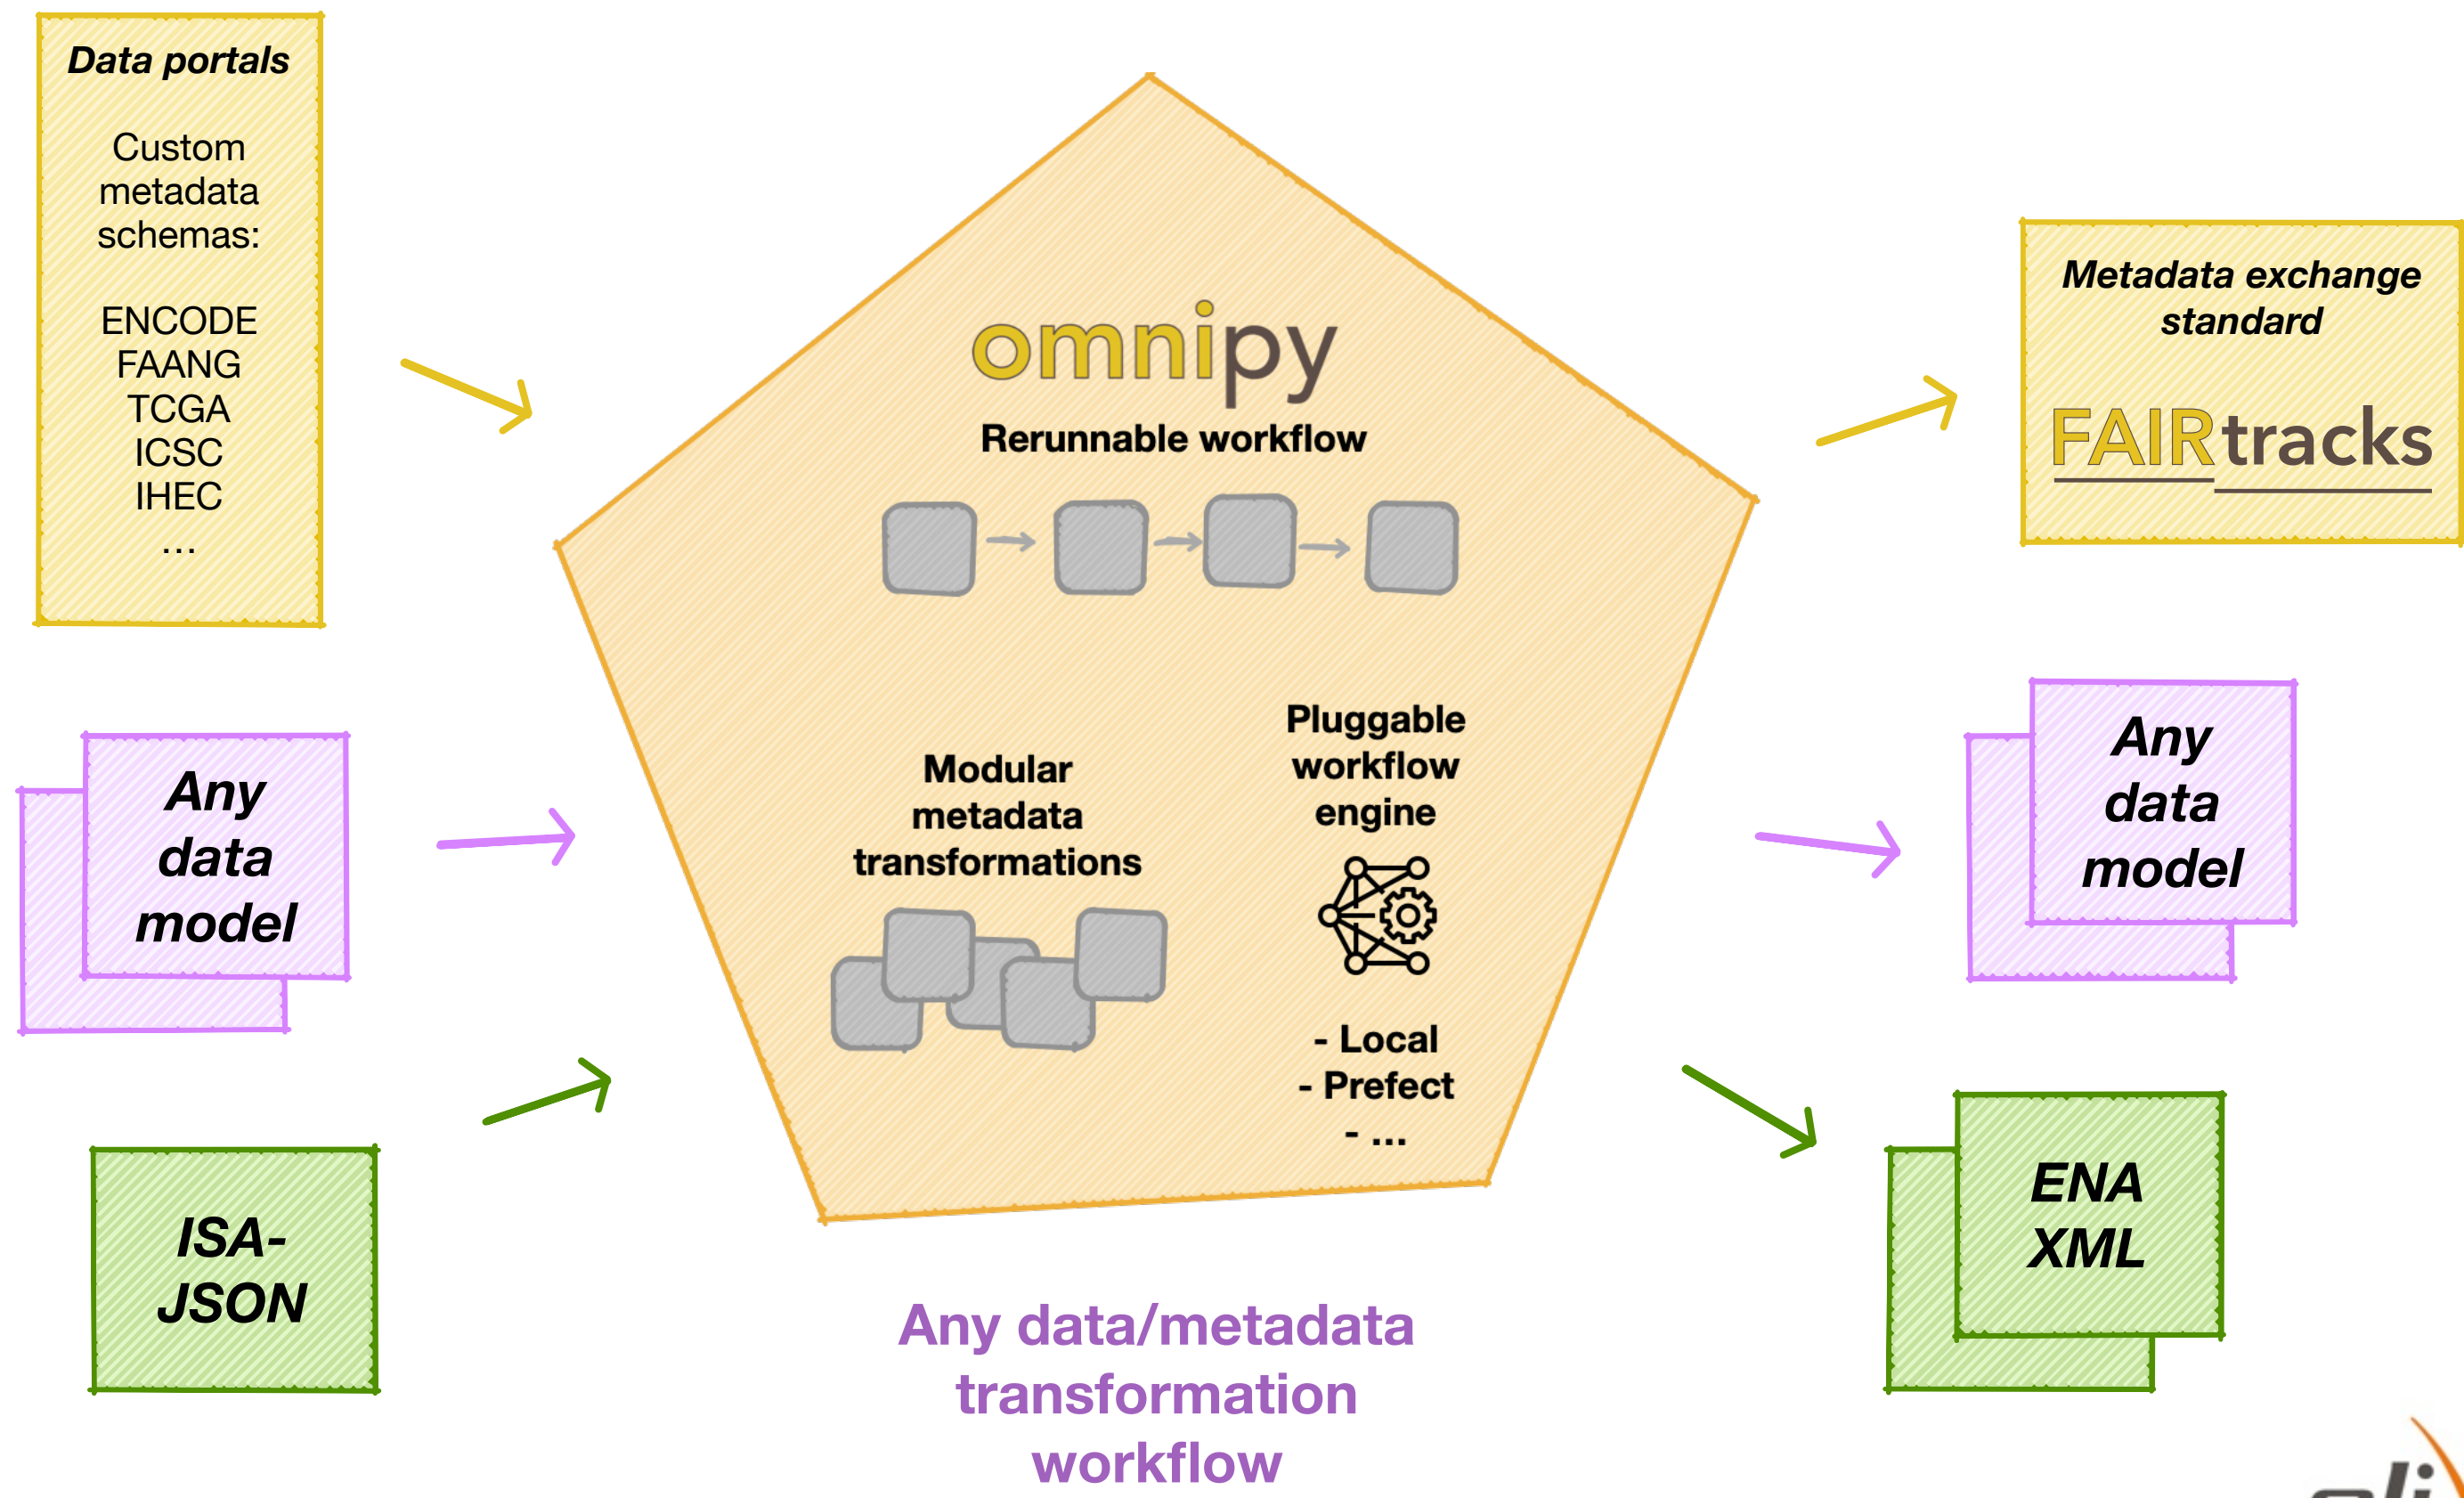 Data portals
Custom
metadata
schemas:
ENCODE
FAANG
TCGA
ICSC
IHEC
...
Any
data
model
ISA-
JSON
omnipy
Rerunnable workflow
Modular
metadata
transformations
Pluggable
workflow
engine
- Local
- Prefect
- ...
Any data/metadata
transformation
workflow
Metadata exchange
standard
FAIRtracks
Any
data
model
ENA
XML